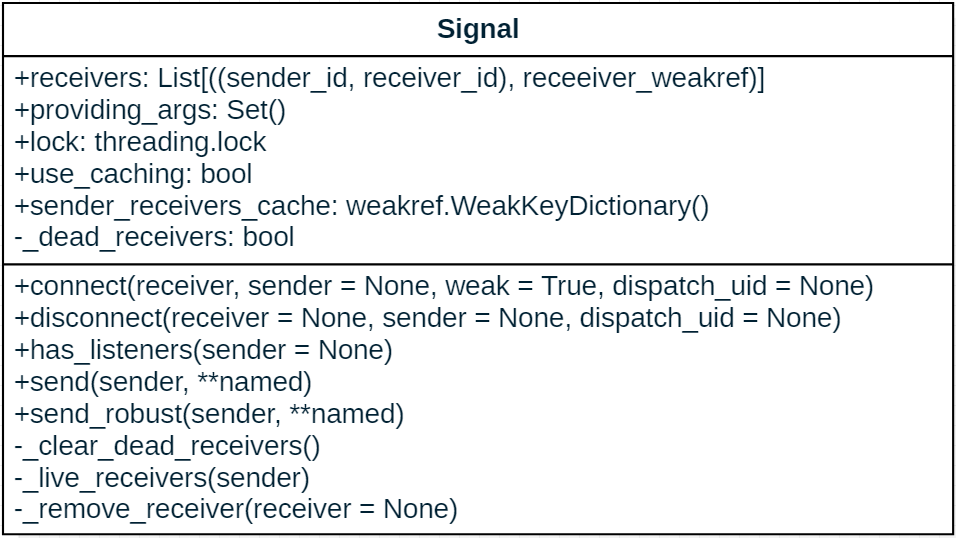 Signal
+receivers: List[((sender_id, receiver_id), receeiver_weakref)]
+providing_args: Set()
+lock: threading.lock
+use_caching: bool
+sender_receivers_cache: weakref.WeakKeyDictionary()
-_dead_receivers: bool
+connect(receiver, sender = None, weak = True, dispatch_uid = None)
+disconnect(receiver = None, sender = None, dispatch_uid = None)
+has_listeners(sender = None)
+send(sender, **named)
+send_robust(sender, **named)
-_clear_dead_receivers()
-_live_receivers(sender)
-_remove_receiver(receiver = None)